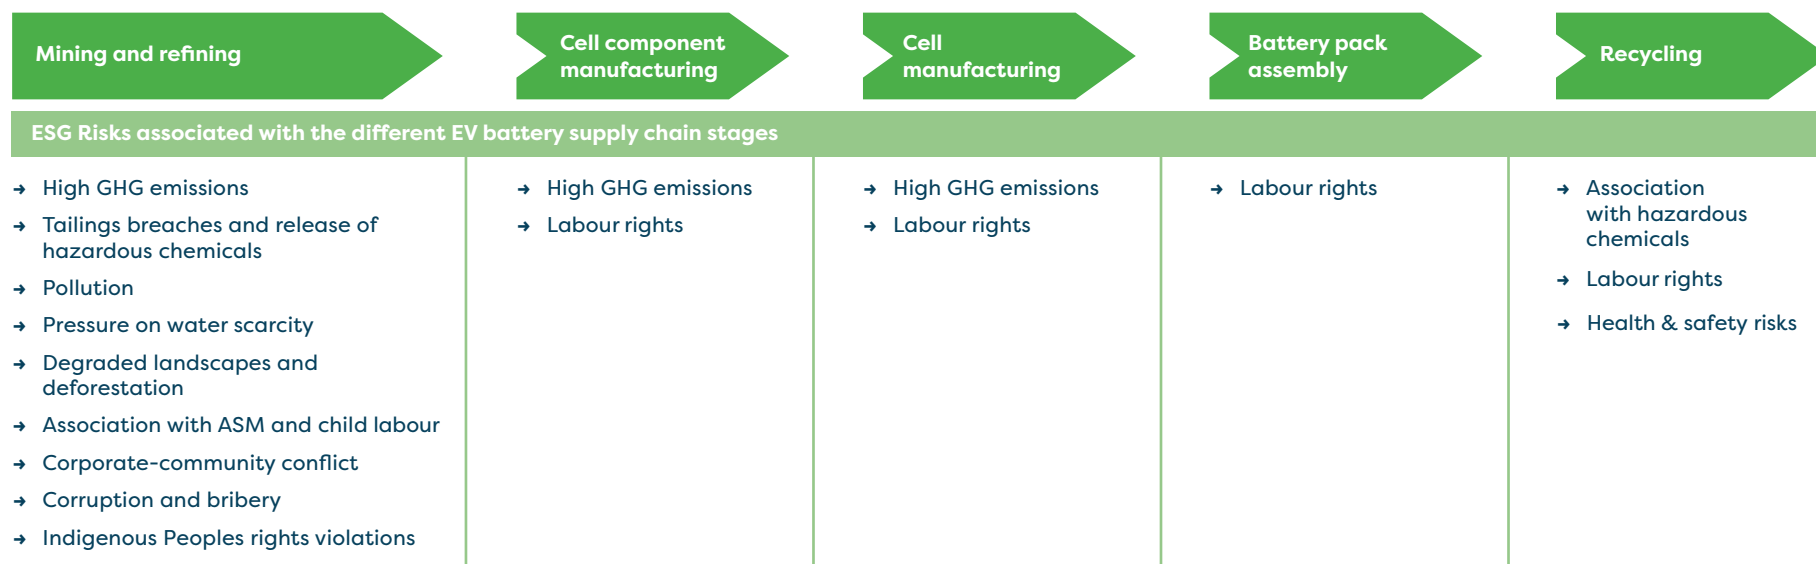 Mining and refining
Cell component
manufacturing
Cell
manufacturing
Battery pack
assembly
Recycling
ESG Risks associated with the different EV battery supply chain stages
→ High GHG emissions
→ Tailings breaches and release of
hazardous chemicals
→ Pollution
→ Pressure on water scarcity
→ Degraded landscapes and
deforestation
→ Association with ASM and child labour
→ Corporate-community conflict
→ Corruption and bribery
→ Indigenous Peoples rights violations
→ High GHG emissions
→ Labour rights
→ High GHG emissions
→ Labour rights
→ Labour rights
→ Association
with hazardous
chemicals
→ Labour rights
→ Health & safety risks